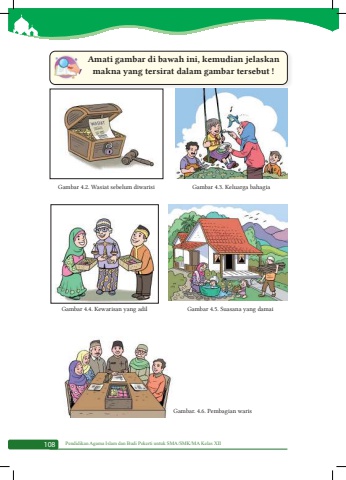 Amati gambar di bawah ini, kemudian jelaskan
makna yang tersirat dalam gambar tersebut !
WASIAT
Gambar 4.2. Wasiat sebelum diwarisi
Gambar 4.3. Keluarga bahagia
Gambar 4.4. Kewarisan yang adil
Gambar 4.5. Suasana yang damai
Gambar 4.6. Pembagian waris
108
Pendidikan Agama Islam dan Budi Pekerti untuk SMA/SMK/MA Kelas XII